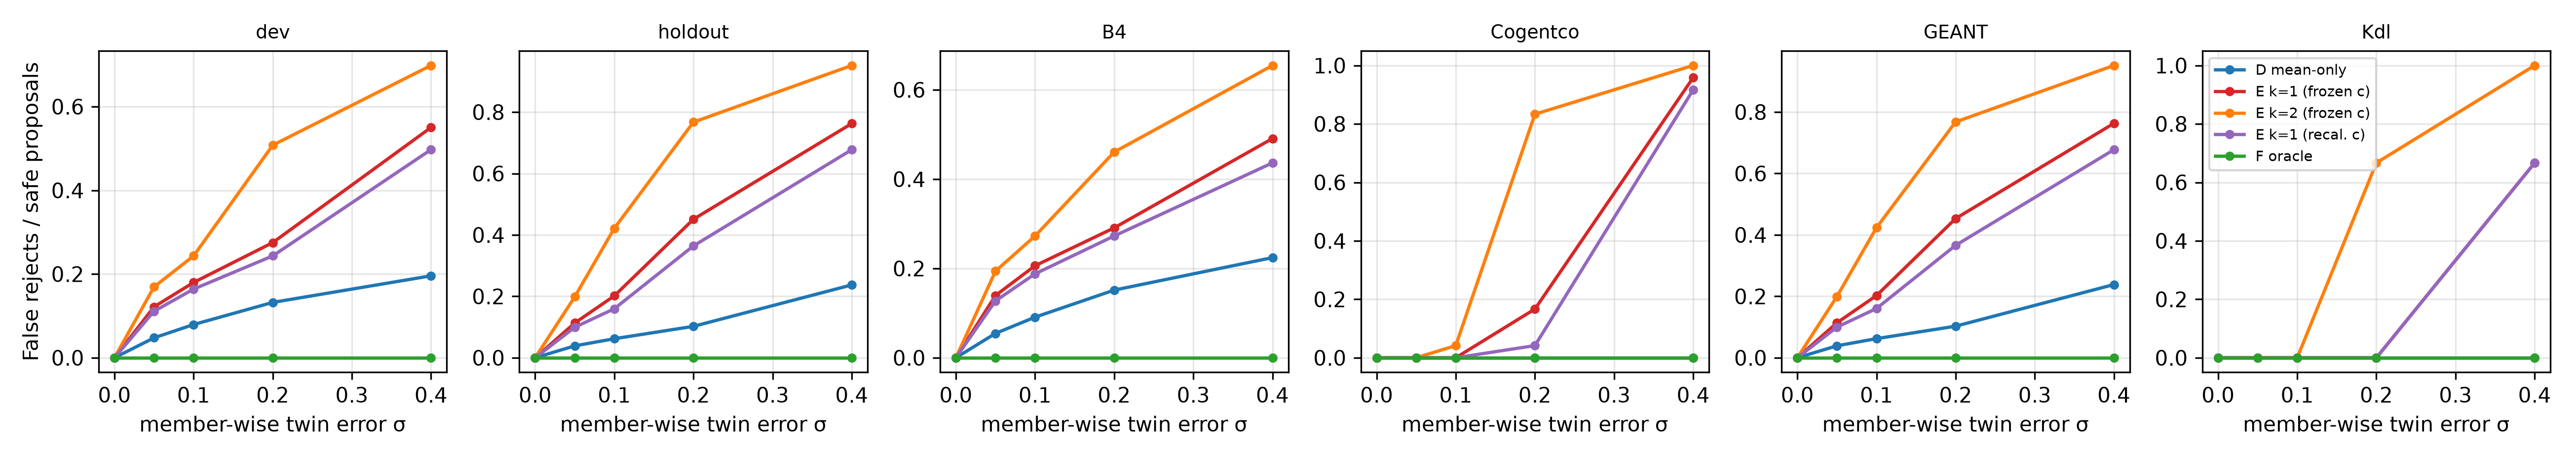 dev
holdout
B4
Cogentco
GEANT
Kdl
False rejects / safe proposals
0.6
0.4
0.2
0.0
0.8
0.6
0.4
0.2
0.0
0.6
0.4
0.2
0.0
1.0
0.8
0.6
0.4
0.2
0.0
0.8
0.6
0.4
0.2
0.0
1.0
0.8
0.6
0.4
0.2
0.0
D mean-only
E k=1 (frozen c)
E k=2 (frozen c)
E k=1 (recal. c)
F oracle
0.0 0.1 0.2 0.3 0.4
0.0 0.1 0.2 0.3 0.4
0.0 0.1 0.2 0.3 0.4
0.0 0.1 0.2 0.3 0.4
0.0 0.1 0.2 0.3 0.4
0.0 0.1 0.2 0.3 0.4
member-wise twin error σ
member-wise twin error σ
member-wise twin error σ
member-wise twin error σ
member-wise twin error σ
member-wise twin error σ